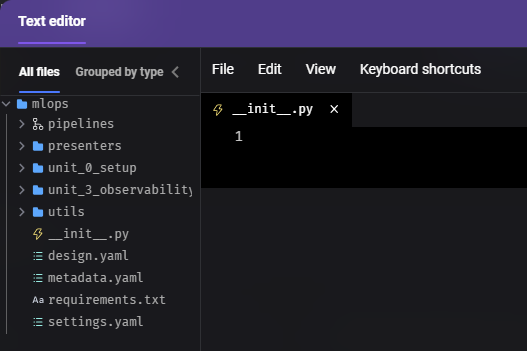 Text editor
All files Grouped by type
File Edit View Keyboard shortcuts
mlops
__init__.py
1
pipelines
presenters
unit_0_setup
unit_3_observability
utils
__init__.py
design.yaml
metadata.yaml
Aa requirements.txt
settings.yaml